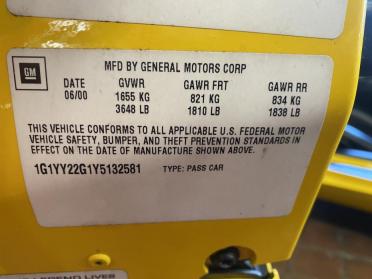 GM
MFD BY GENERAL MOTORS CORP
DATE GVWR GAWR FRT GAWR RR
06/00 1655 KG 821 KG 834 KG
3648 LB 1810 LB 1838 LB
THIS VEHICLE CONFORMS TO ALL APPLICABLE U.S. FEDERAL MOTOR
VEHICLE SAFETY, BUMPER, AND THEFT PREVENTION STANDARDS IN
EFFECT ON THE DATE OF MANUFACTURE SHOWN ABOVE.
1G1YY22G1Y5132581 TYPE: PASS CAR
LIVES